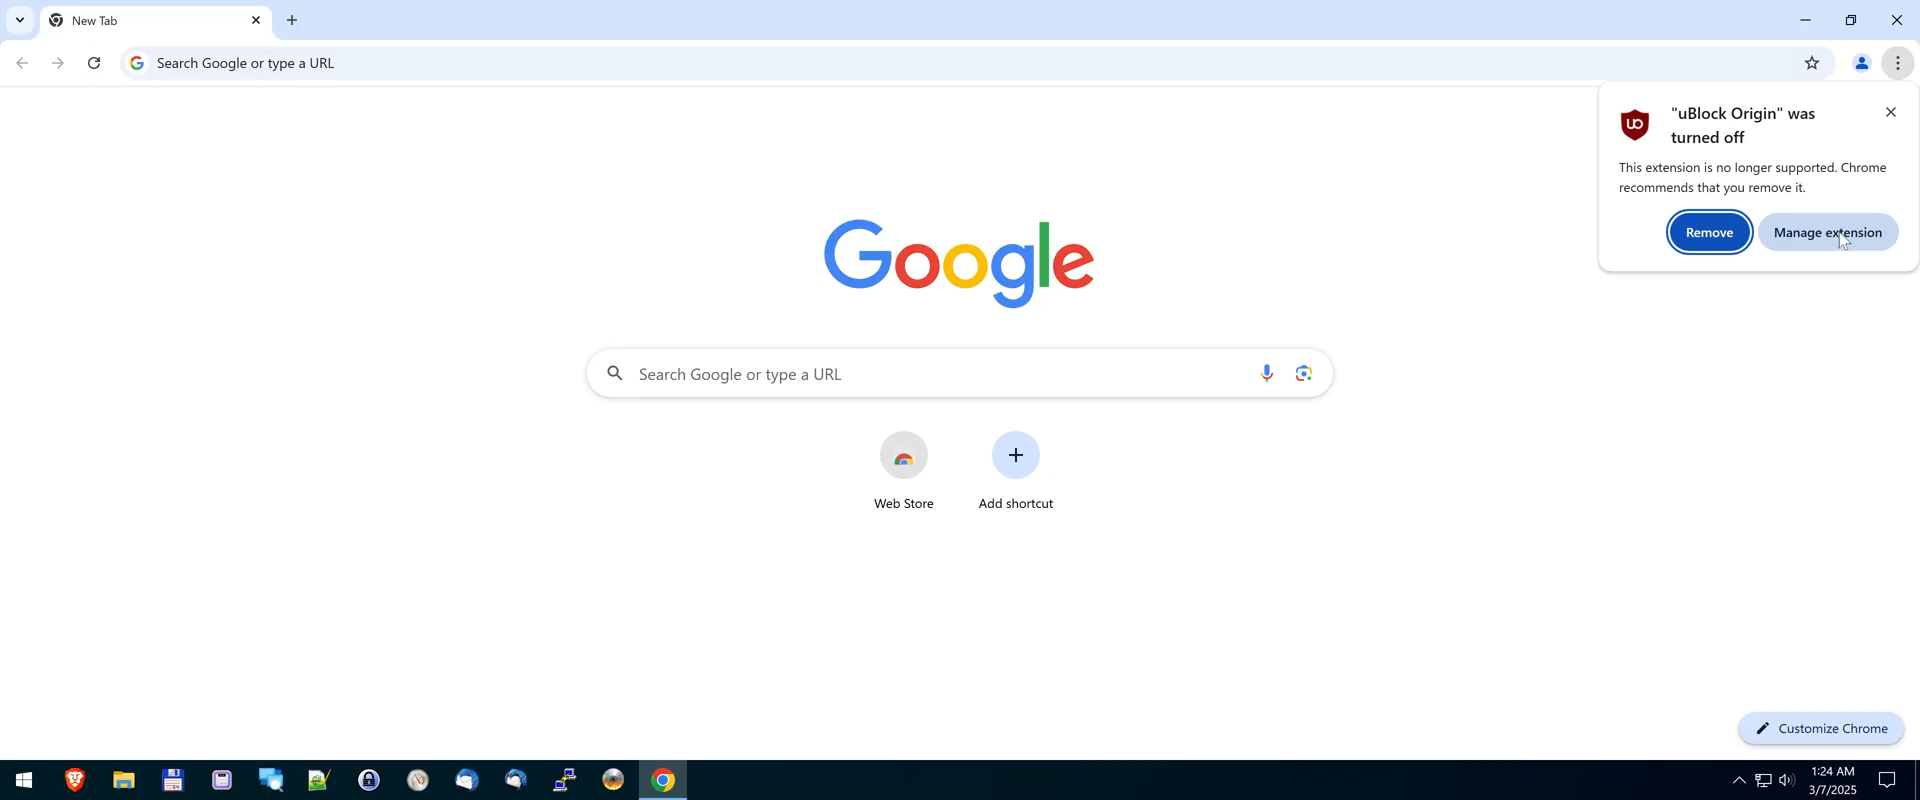 New Tab
Search Google or type a URL
"uBlock Origin" was
turned off
This extension is no longer supported. Chrome
recommends that you remove it.
Remove
Manage extension
Google
Search Google or type a URL
Web Store
Add shortcut
Customize Chrome
1:24 AM
3/7/2025